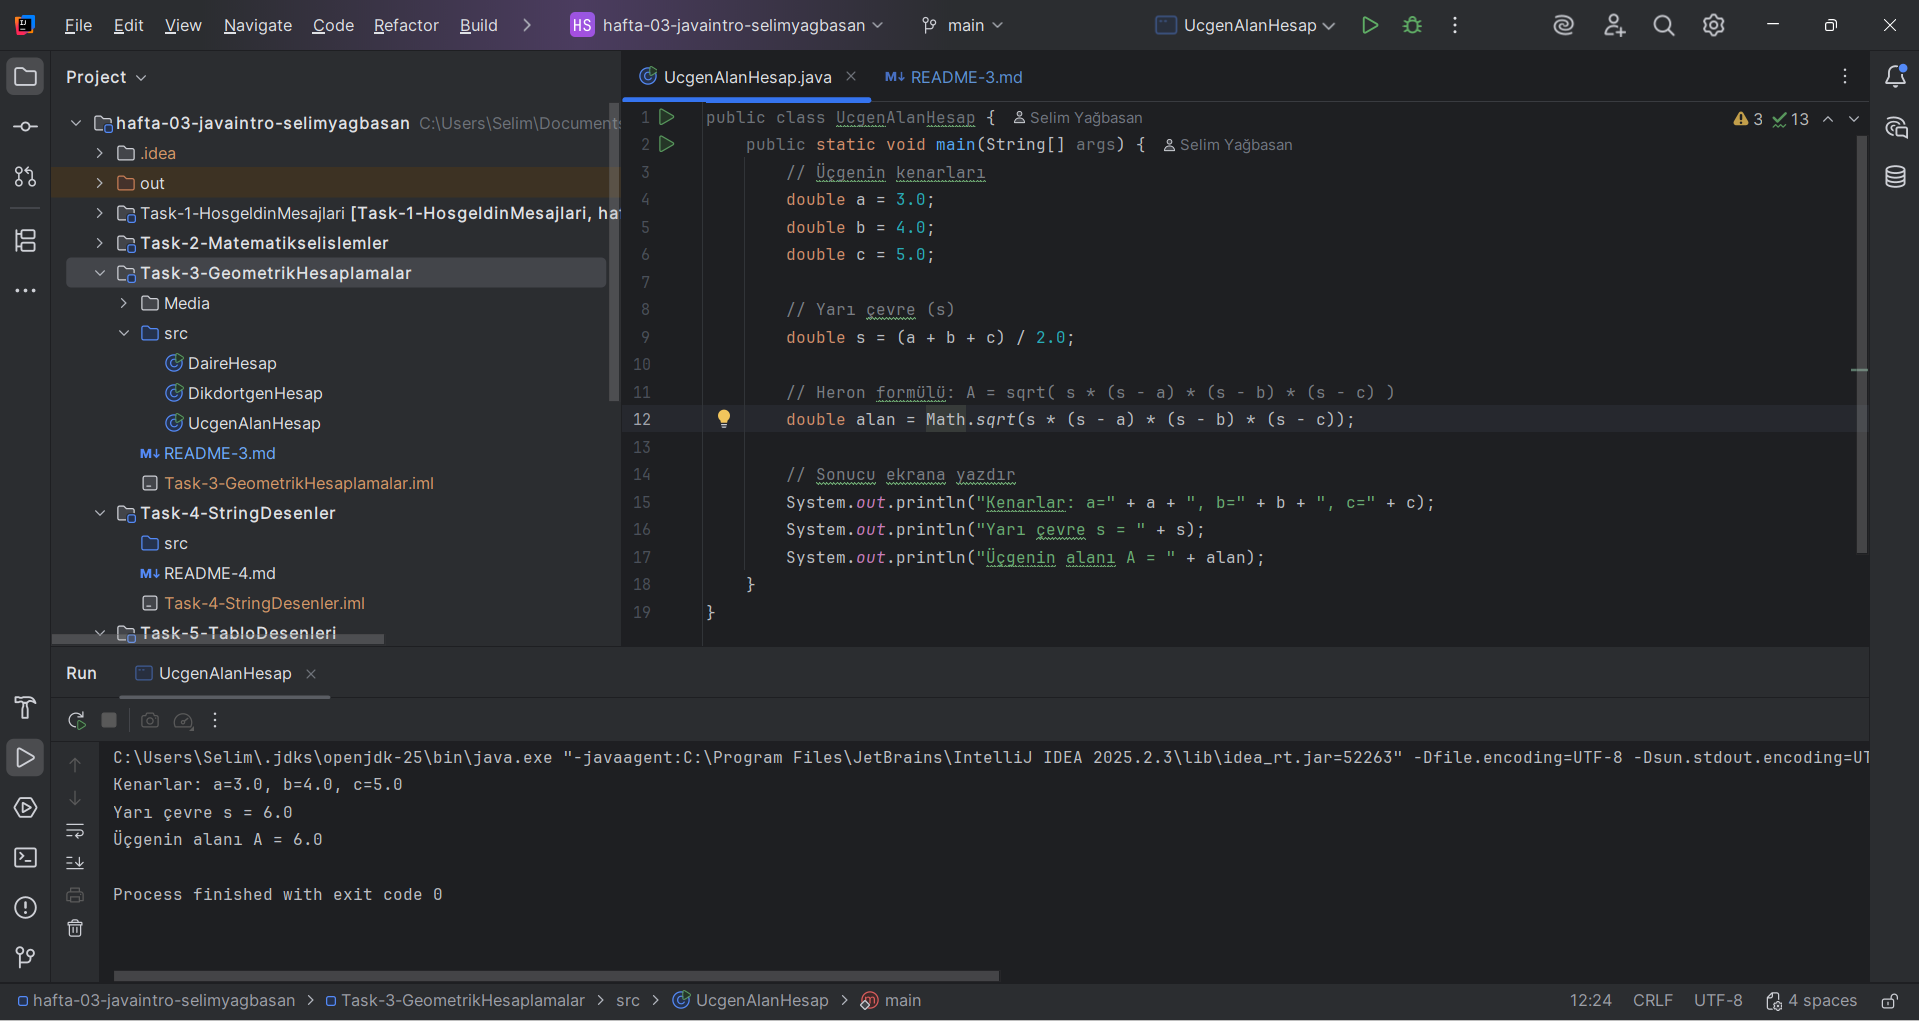 File Edit View Navigate Code Refactor Build HS hafta-03-javaintro-selimyagbasan main UcgenAlanHesap
Project
hafta-03-javaintro-selimyagbasan C:\Users\Selim\Documents
.idea
out
Task-1-HosgeldinMesajlari [Task-1-HosgeldinMesajlari, ha
Task-2-MatematikselIslemler
Task-3-GeometrikHesaplamalar
Media
src
DaireHesap
DikdortgenHesap
UcgenAlanHesap
M↓ README-3.md
Task-3-GeometrikHesaplamalar.iml
Task-4-StringDesenler
src
M↓ README-4.md
Task-4-StringDesenler.iml
Task-5-TabloDesenleri
UcgenAlanHesap.java M↓ README-3.md
3 13
1 public class UcgenAlanHesap { Selim Yağbasan
2 public static void main(String[] args) { Selim Yağbasan
3 // Üçgenin kenarları
4 double a = 3.0;
5 double b = 4.0;
6 double c = 5.0;
7
8 // Yarı çevre (s)
9 double s = (a + b + c) / 2.0;
10
11 // Heron formülü: A = sqrt( s * (s - a) * (s - b) * (s - c) )
12 double alan = Math.sqrt(s * (s - a) * (s - b) * (s - c));
13
14 // Sonucu ekrana yazdır
15 System.out.println("Kenarlar: a=" + a + ", b=" + b + ", c=" + c);
16 System.out.println("Yarı çevre s = " + s);
17 System.out.println("Üçgenin alanı A = " + alan);
18 }
19 }
Run UcgenAlanHesap
C:\Users\Selim\.jdks\openjdk-25\bin\java.exe "-javaagent:C:\Program Files\JetBrains\IntelliJ IDEA 2025.2.3\lib\idea_rt.jar=52263" -Dfile.encoding=UTF-8 -Dsun.stdout.encoding=UT
Kenarlar: a=3.0, b=4.0, c=5.0
Yarı çevre s = 6.0
Üçgenin alanı A = 6.0
Process finished with exit code 0
hafta-03-javaintro-selimyagbasan > Task-3-GeometrikHesaplamalar > src > UcgenAlanHesap > main 12:24 CRLF UTF-8 4 spaces